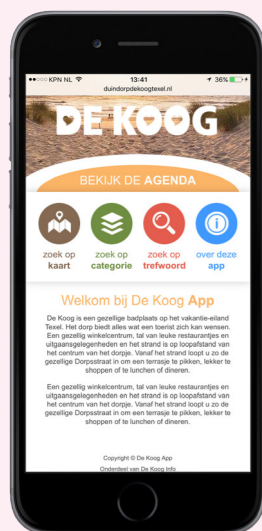 KPN NL 13:41 36%
duindorpdekoogtexel.nl
DE KOOG
BEKIJK DE AGENDA
zoek op kaart
zoek op categorie
zoek op trefwoord
over deze app
Welkom bij De Koog App
De Koog is een gezellige badplaats op het vakantie-eiland
Texel. Het dorp biedt alles wat een toerist zich kan wensen.
Een gezellig winkelcentrum, tal van leuke restaurantjes en
uitgaansgelegenheden en het strand is op loopafstand van
het centrum van het dorpje. Vanaf het strand loopt u zo de
gezellige Dorpsstraat in om een terrasje te pikken, lekker te
shoppen of te lunchen of dineren.
Een gezellig winkelcentrum, tal van leuke restaurantjes en
uitgaansgelegenheden en het strand is op loopafstand van
het centrum van het dorpje. Vanaf het strand loopt u zo de
gezellige Dorpsstraat in om een terrasje te pikken, lekker te
shoppen of te lunchen of dineren.
Copyright © De Koog App
Onderdeel van De Koog Info